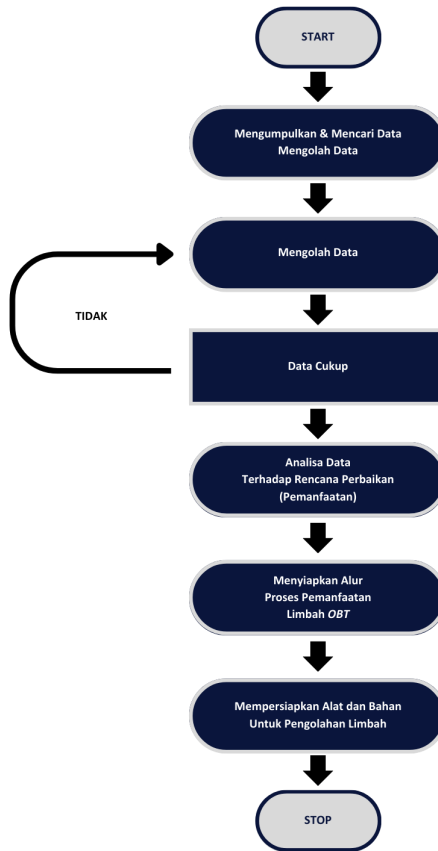 START
Mengumpulkan & Mencari Data
Mengolah Data
Mengolah Data
TIDAK
Data Cukup
Analisa Data
Terhadap Rencana Perbaikan
(Pemanfaatan)
Menyiapkan Alur
Proses Pemanfaatan
Limbah OBT
Mempersiapkan Alat dan Bahan
Untuk Pengolahan Limbah
STOP